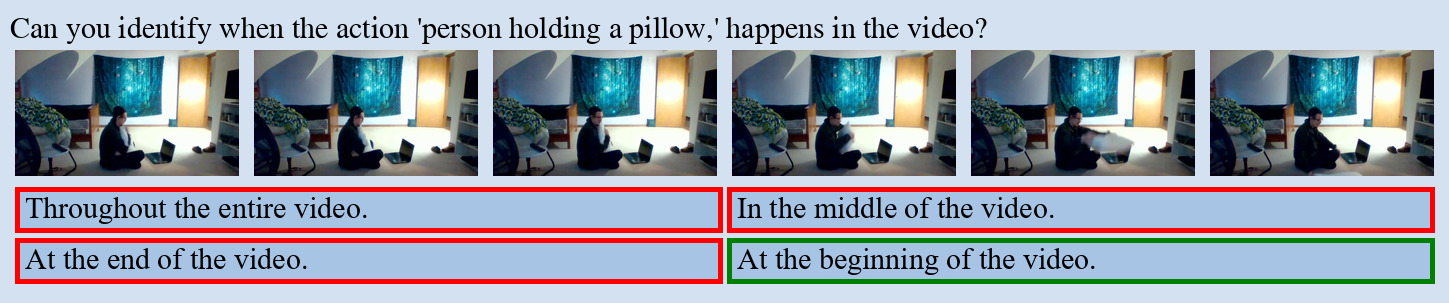 Can you identify when the action 'person holding a pillow,' happens in the video?
Throughout the entire video.
In the middle of the video.
At the end of the video.
At the beginning of the video.